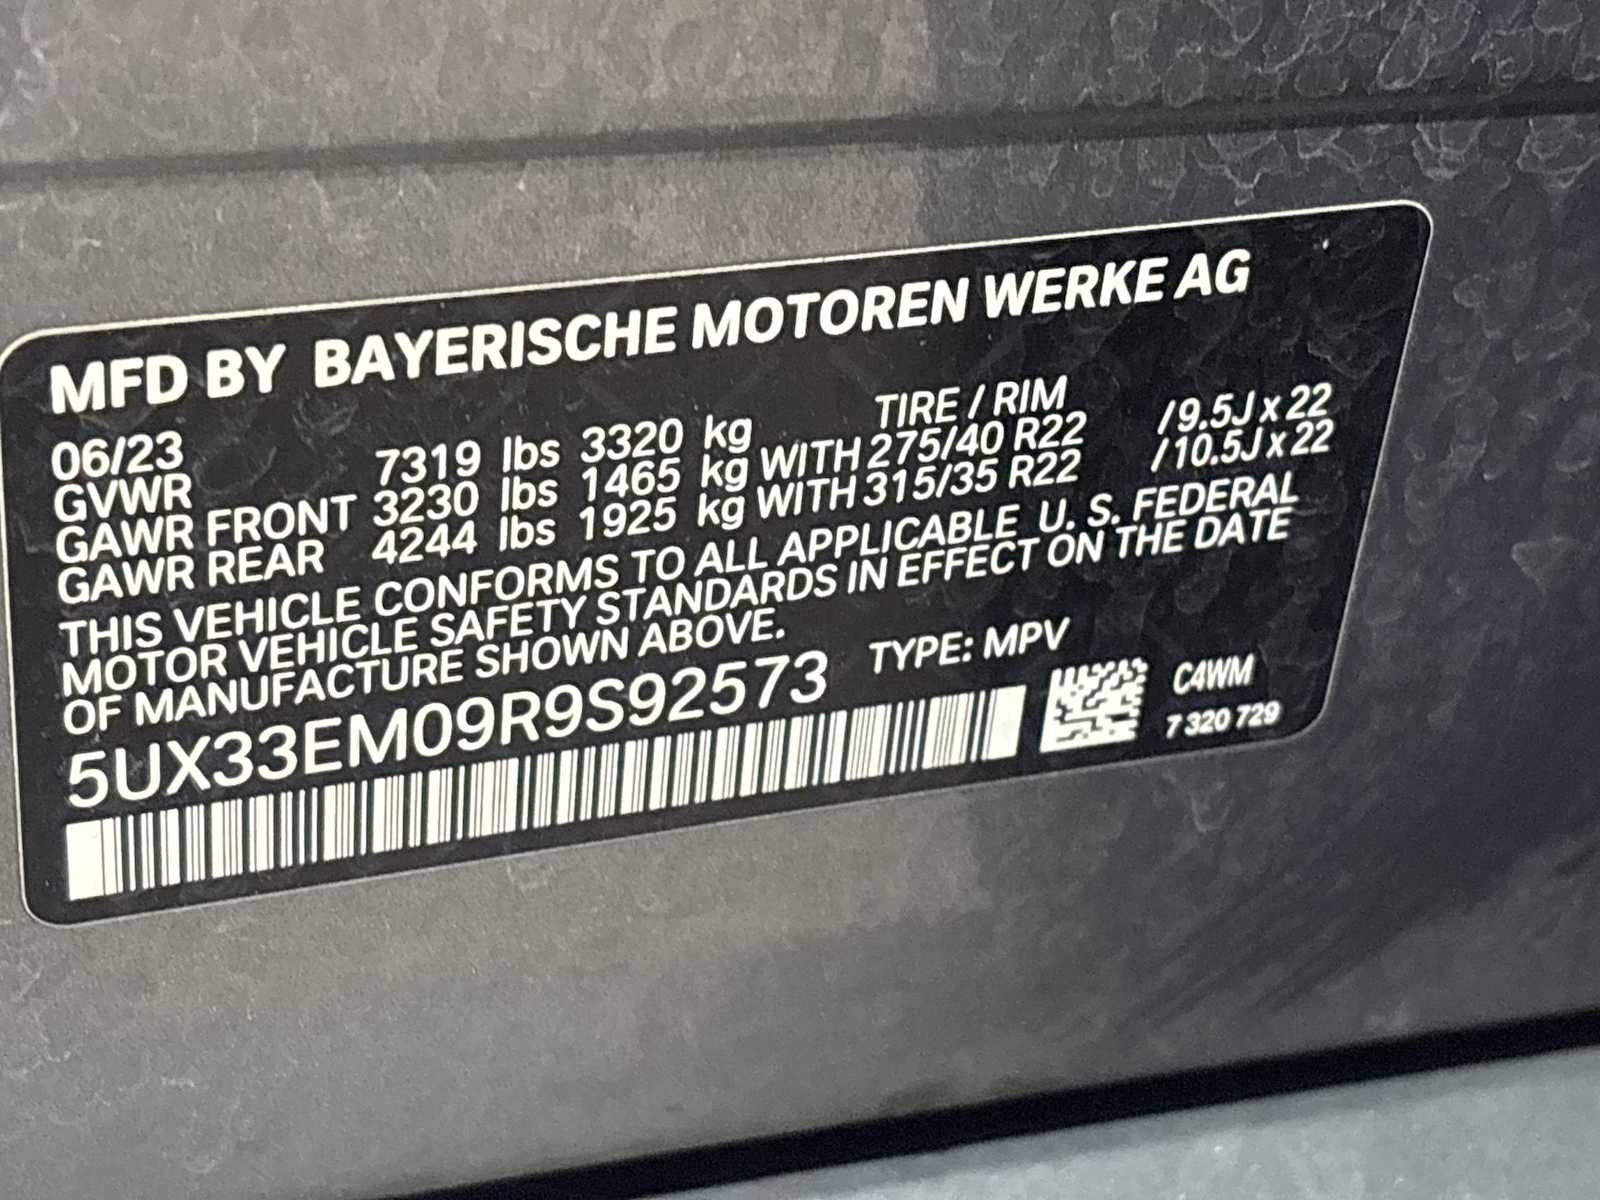 MFD BY BAYERISCHE MOTOREN WERKE AG
06/23 TIRE / RIM
GVWR 7319 lbs 3320 kg
GAWR FRONT 3230 lbs 1465 kg WITH 275/40 R22 /9.5J x 22
GAWR REAR 4244 lbs 1925 kg WITH 315/35 R22 /10.5J x 22
THIS VEHICLE CONFORMS TO ALL APPLICABLE U. S. FEDERAL
MOTOR VEHICLE SAFETY STANDARDS IN EFFECT ON THE DATE
OF MANUFACTURE SHOWN ABOVE.
5UX33EM09R9S92573 TYPE: MPV
C4WM
7 320 729